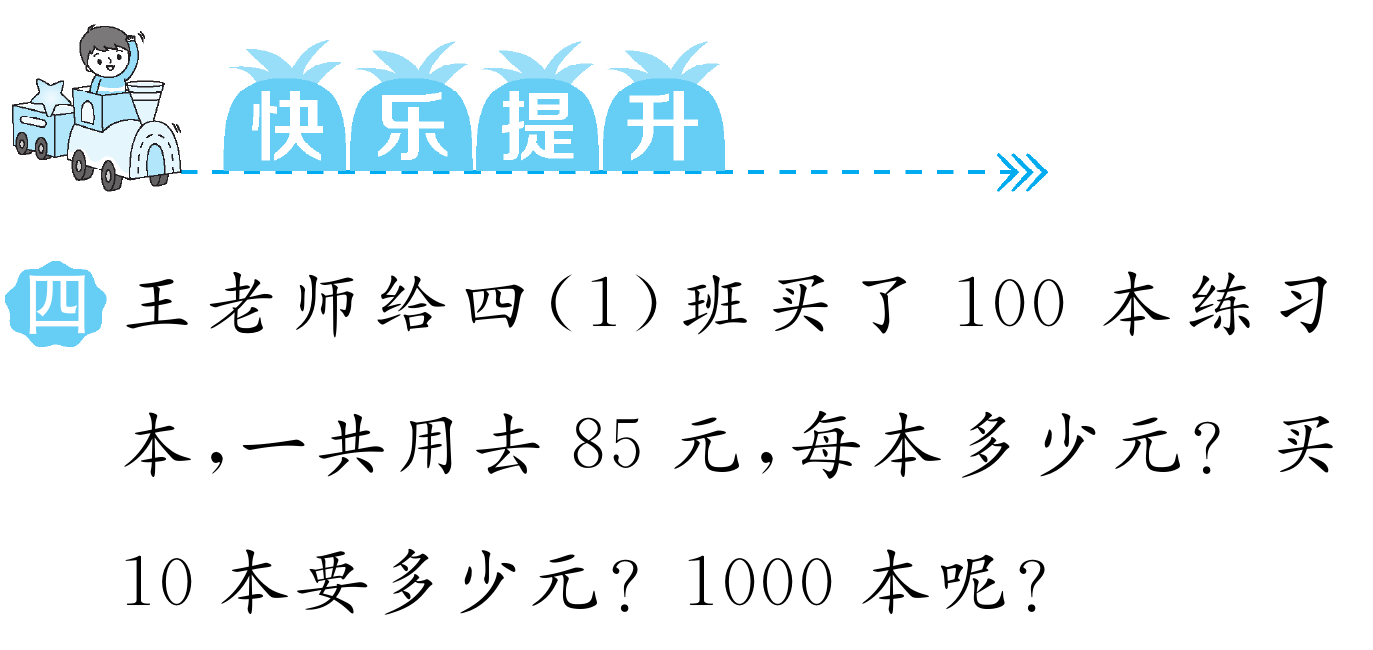 快乐提升
四 王老师给四(1)班买了 100 本练习
本,一共用去 85 元,每本多少元? 买
10 本要多少元? 1000 本呢?